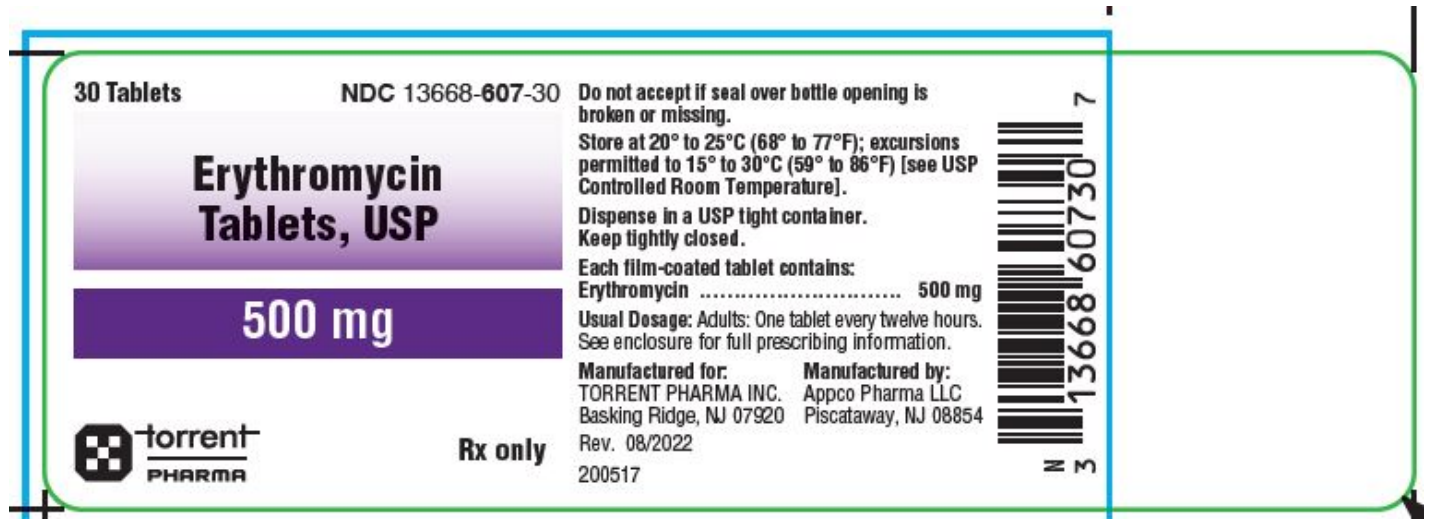 30 Tablets NDC 13668-607-30
Erythromycin
Tablets, USP
500 mg
torrent
PHARMA
Rx only
Do not accept if seal over bottle opening is
broken or missing.
Store at 20° to 25°C (68° to 77°F); excursions
permitted to 15° to 30°C (59° to 86°F) [see USP
Controlled Room Temperature].
Dispense in a USP tight container.
Keep tightly closed.
Each film-coated tablet contains:
Erythromycin ............................. 500 mg
Usual Dosage: Adults: One tablet every twelve hours.
See enclosure for full prescribing information.
Manufactured for: Manufactured by:
TORRENT PHARMA INC. Appco Pharma LLC
Basking Ridge, NJ 07920 Piscataway, NJ 08854
Rev. 08/2022
200517
N
3 13668 60730 7